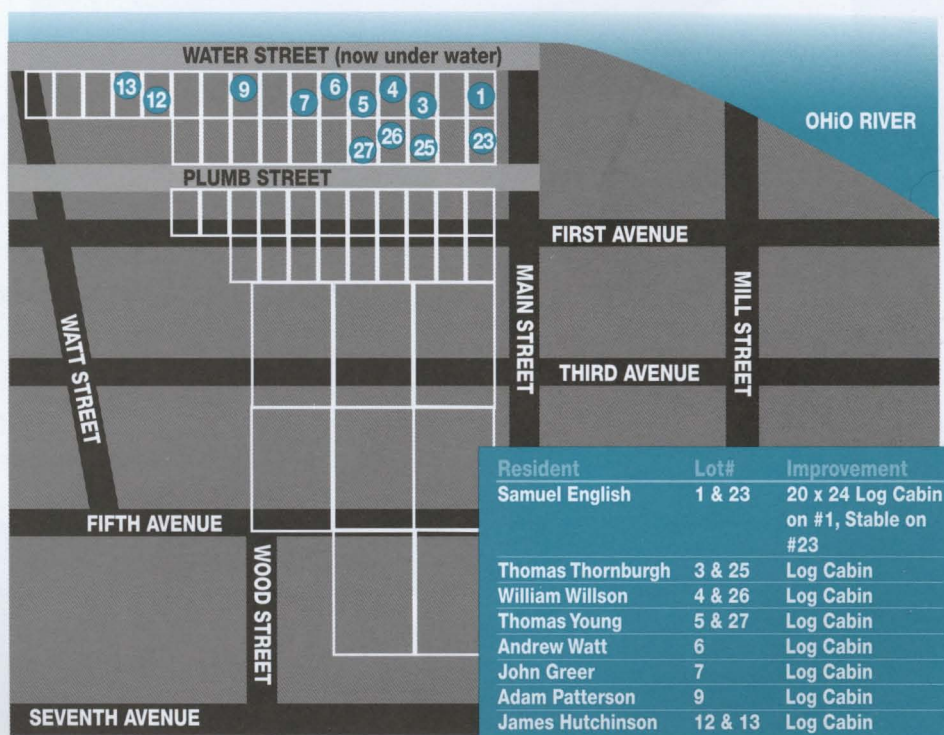 WATER STREET (now under water)
13 12 9 7 6 5 4 3 1
27 26 25 23
OHiO RIVER
PLUMB STREET
FIRST AVENUE
WATT STREET
MAIN STREET
MILL STREET
THIRD AVENUE
FIFTH AVENUE
WOOD STREET
SEVENTH AVENUE
Resident Lot# Improvement
Samuel English 1 & 23 20 x 24 Log Cabin
on #1, Stable on
#23
Thomas Thornburgh 3 & 25 Log Cabin
William Willson 4 & 26 Log Cabin
Thomas Young 5 & 27 Log Cabin
Andrew Watt 6 Log Cabin
John Greer 7 Log Cabin
Adam Patterson 9 Log Cabin
James Hutchinson 12 & 13 Log Cabin